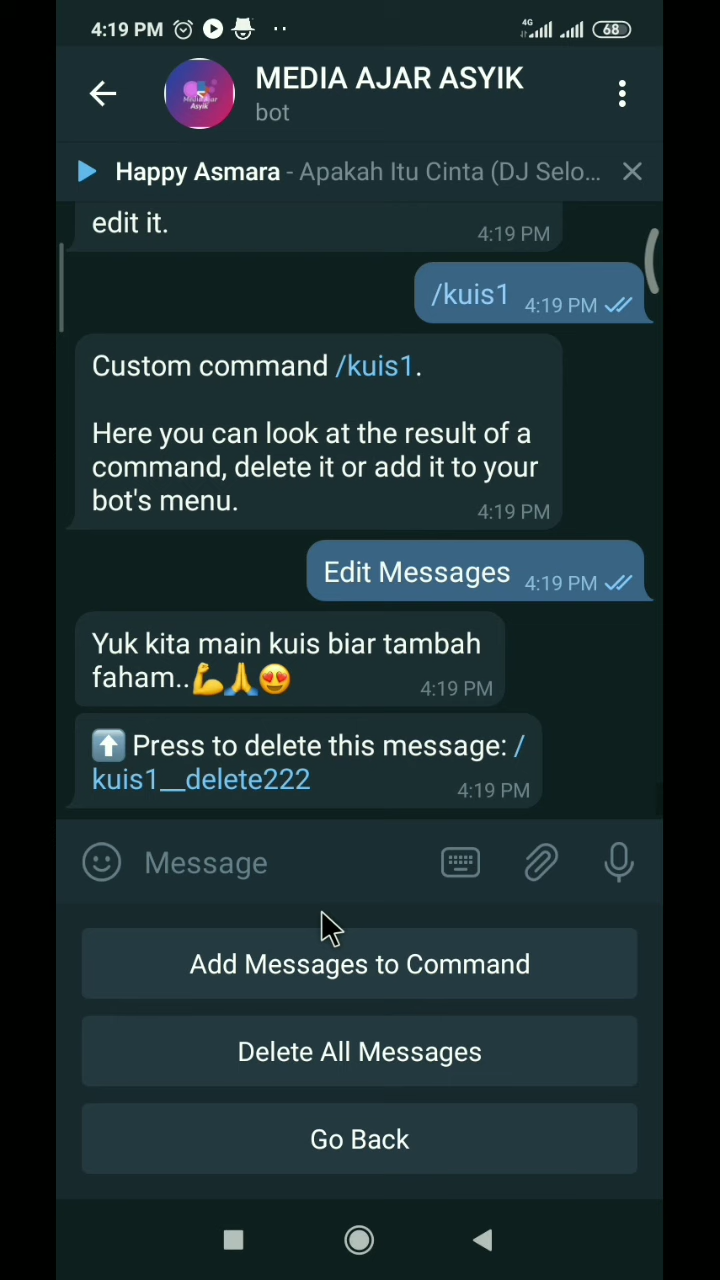 4:19 PM
4G
68
MEDIA AJAR ASYIK
bot
Happy Asmara - Apakah Itu Cinta (DJ Selo...
edit it.
4:19 PM
/kuis1 4:19 PM
Custom command /kuis1.
Here you can look at the result of a
command, delete it or add it to your
bot's menu.
4:19 PM
Edit Messages 4:19 PM
Yuk kita main kuis biar tambah
faham..💪🙏😍
4:19 PM
⬆️ Press to delete this message: /
kuis1__delete222
4:19 PM
Message
Add Messages to Command
Delete All Messages
Go Back